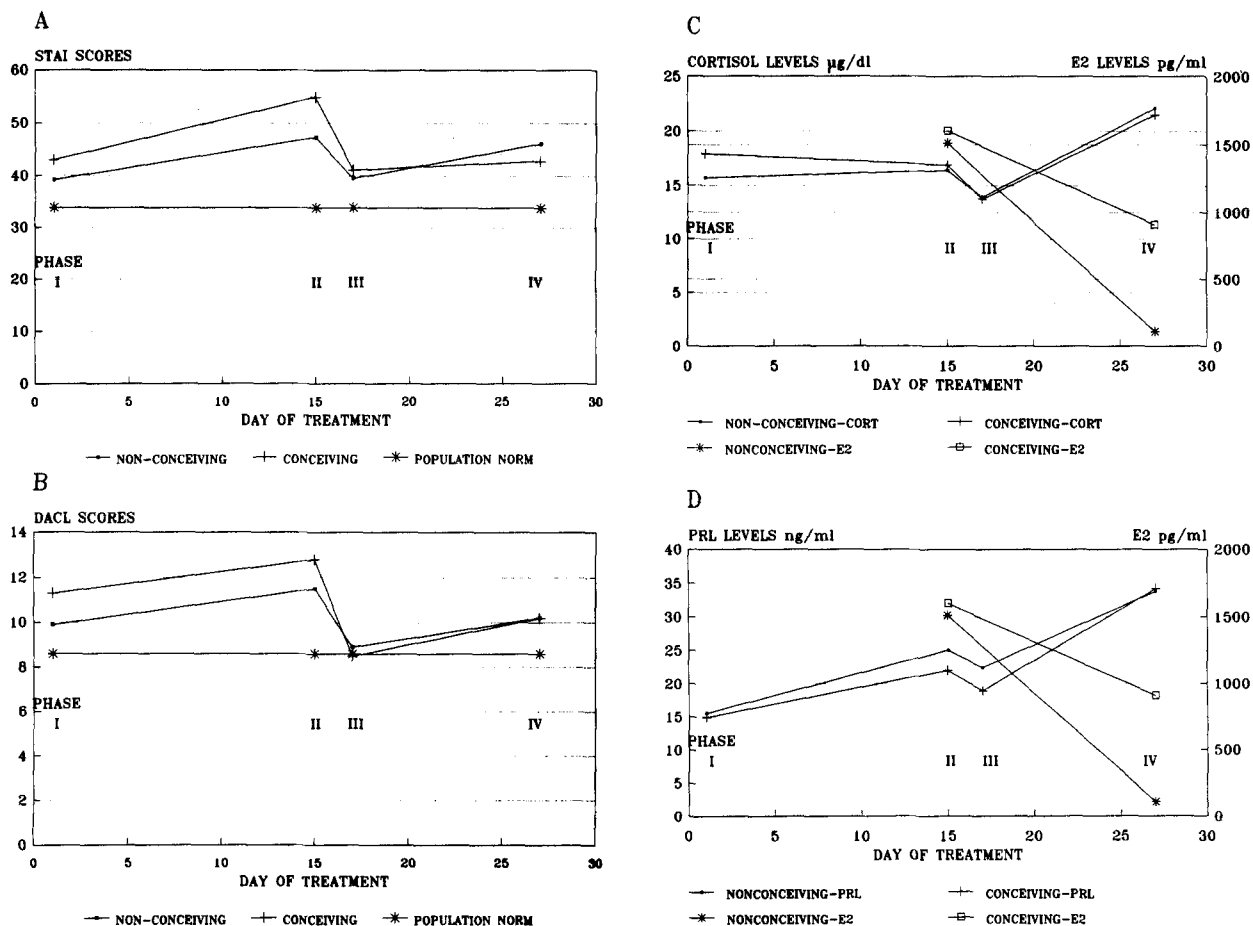 A
STAI SCORES
60
50
40
30
20
10
0
PHASE
I II III IV
0 5 10 15 20 25 30
DAY OF TREATMENT
NON-CONCEIVING CONCEIVING POPULATION NORM
B
DACL SCORES
14
12
10
8
6
4
2
0
PHASE
I II III IV
0 5 10 15 20 25 30
DAY OF TREATMENT
NON-CONCEIVING CONCEIVING POPULATION NORM
C
CORTISOL LEVELS µg/dl E2 LEVELS pg/ml
25 2000
20 1500
15 1000
10 500
5 0
0
PHASE
I II III IV
0 5 10 15 20 25 30
DAY OF TREATMENT
NON-CONCEIVING-CORT CONCEIVING-CORT
NONCONCEIVING-E2 CONCEIVING-E2
D
PRL LEVELS ng/ml E2 pg/ml
40 2000
35 1500
30 1000
25 500
20 0
15
10
5
0
PHASE
I II III IV
0 5 10 15 20 25 30
DAY OF TREATMENT
NONCONCEIVING-PRL CONCEIVING-PRL
NONCONCEIVING-E2 CONCEIVING-E2